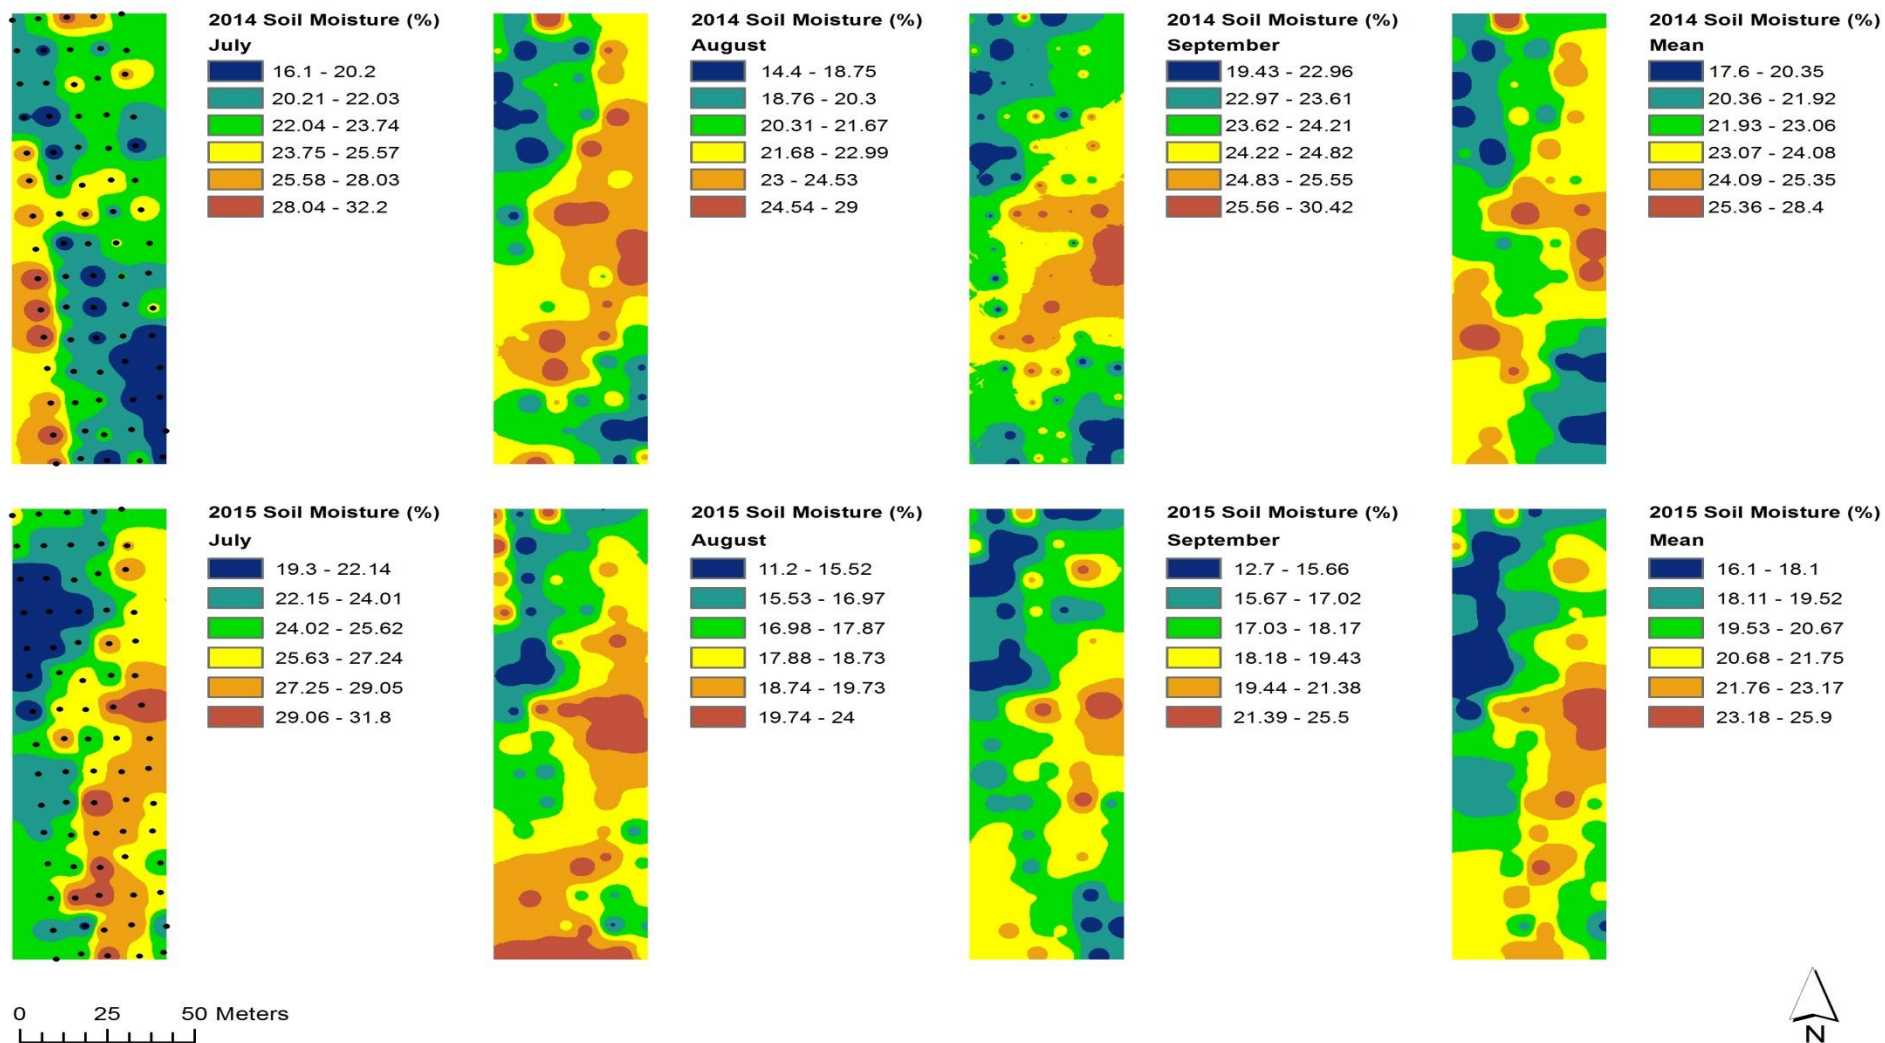 2014 Soil Moisture (%)
July
16.1 - 20.2
20.21 - 22.03
22.04 - 23.74
23.75 - 25.57
25.58 - 28.03
28.04 - 32.2
2014 Soil Moisture (%)
August
14.4 - 18.75
18.76 - 20.3
20.31 - 21.67
21.68 - 22.99
23 - 24.53
24.54 - 29
2014 Soil Moisture (%)
September
19.43 - 22.96
22.97 - 23.61
23.62 - 24.21
24.22 - 24.82
24.83 - 25.55
25.56 - 30.42
2014 Soil Moisture (%)
Mean
17.6 - 20.35
20.36 - 21.92
21.93 - 23.06
23.07 - 24.08
24.09 - 25.35
25.36 - 28.4
2015 Soil Moisture (%)
July
19.3 - 22.14
22.15 - 24.01
24.02 - 25.62
25.63 - 27.24
27.25 - 29.05
29.06 - 31.8
2015 Soil Moisture (%)
August
11.2 - 15.52
15.53 - 16.97
16.98 - 17.87
17.88 - 18.73
18.74 - 19.73
19.74 - 24
2015 Soil Moisture (%)
September
12.7 - 15.66
15.67 - 17.02
17.03 - 18.17
18.18 - 19.43
19.44 - 21.38
21.39 - 25.5
2015 Soil Moisture (%)
Mean
16.1 - 18.1
18.11 - 19.52
19.53 - 20.67
20.68 - 21.75
21.76 - 23.17
23.18 - 25.9
0 25 50 Meters
N